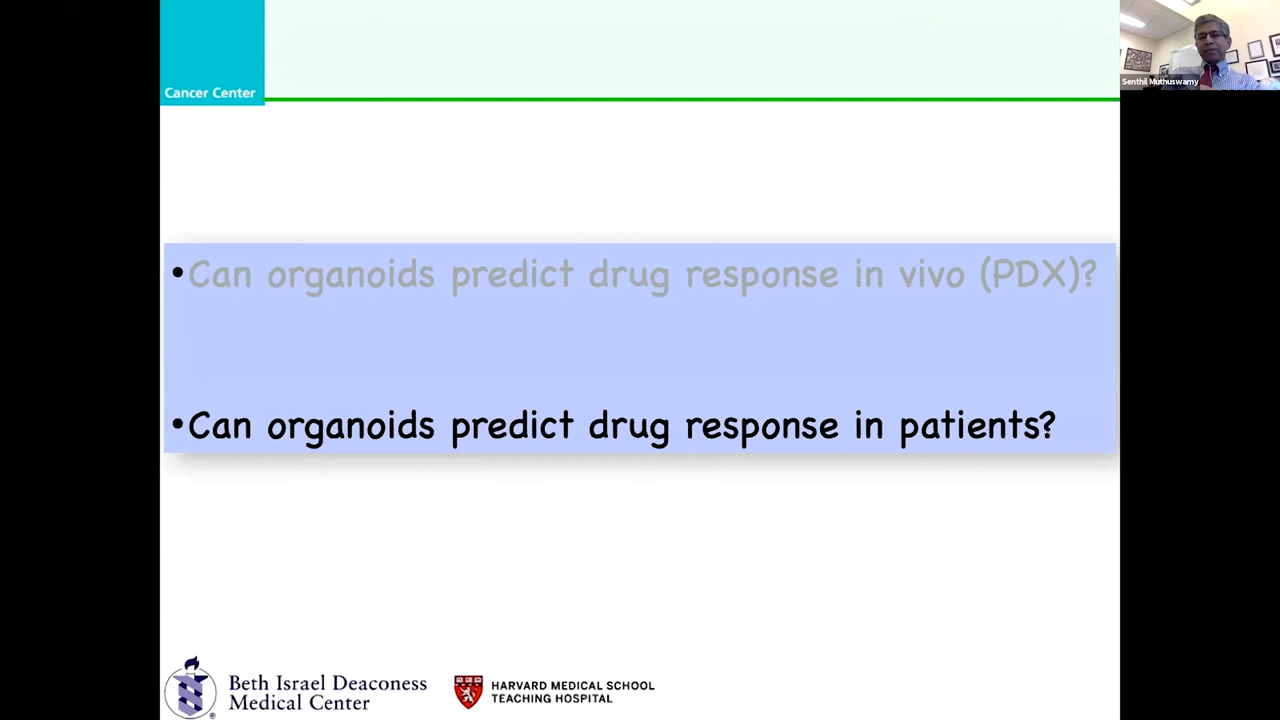 Cancer Center
Senthil Muthuswamy
•Can organoids predict drug response in vivo (PDX)?
•Can organoids predict drug response in patients?
Beth Israel Deaconess
Medical Center
®
HARVARD MEDICAL SCHOOL
TEACHING HOSPITAL